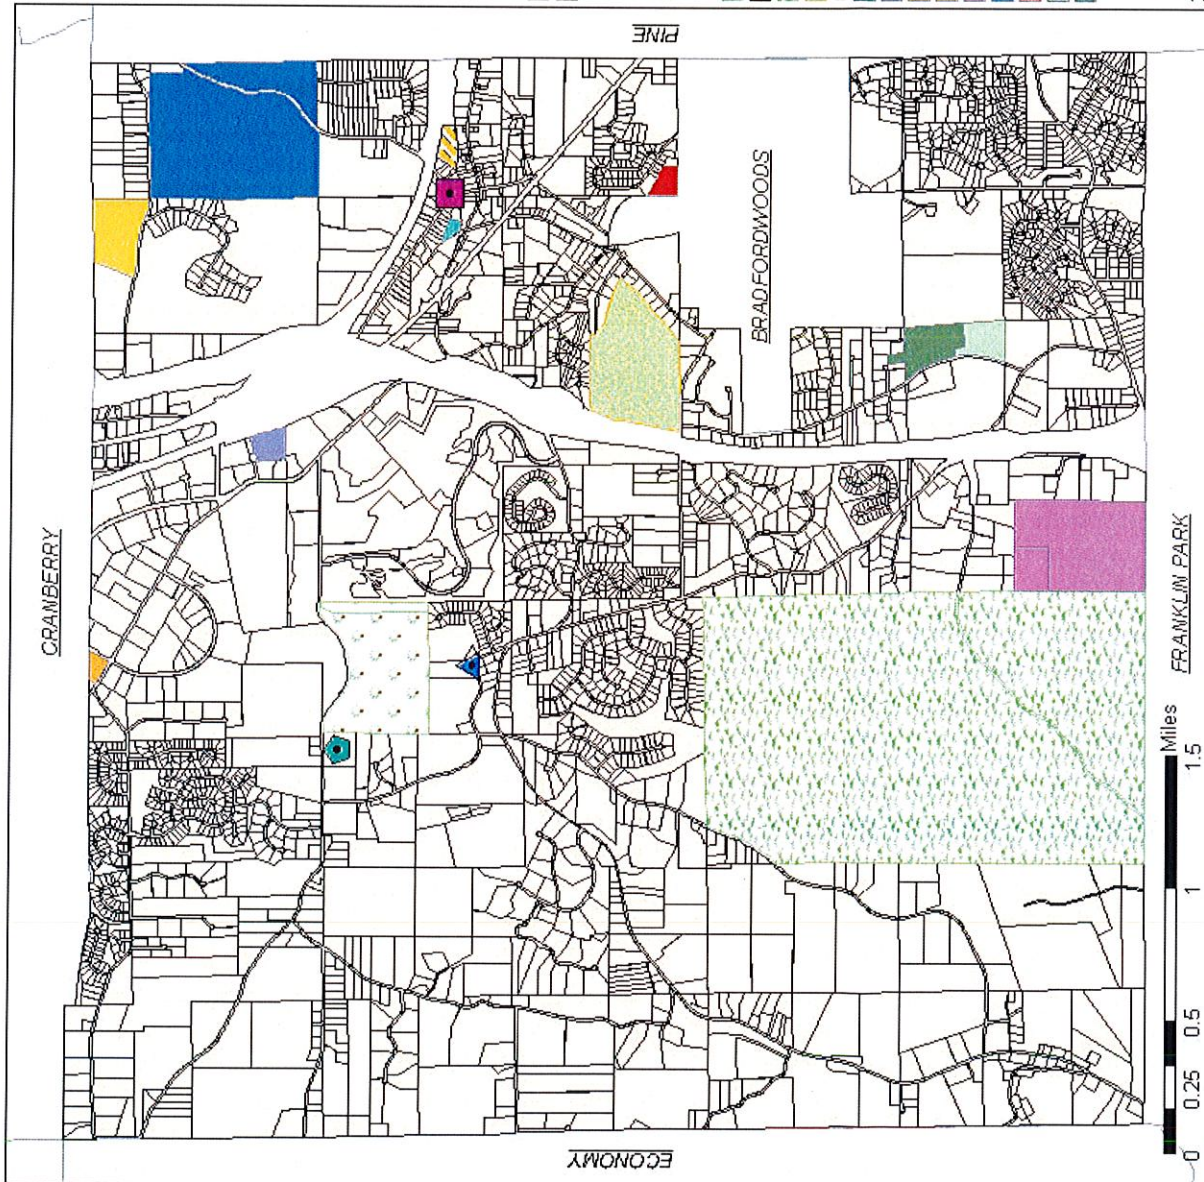 PINE
CRANBERRY
BRADFORDWOODS
FRANKLIN PARK
ECONOMY
Miles
0 0.25 0.5 1 1.5